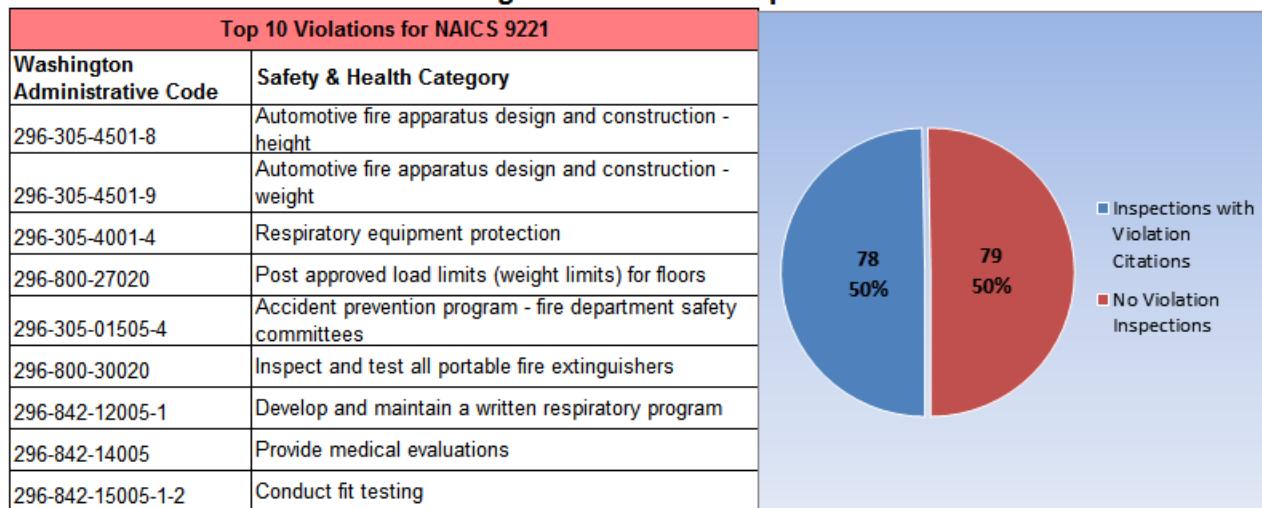 Top 10 Violations for NAICS 9221
Washington
Administrative Code
Safety & Health Category
296-305-4501-8
Automotive fire apparatus design and construction -
height
296-305-4501-9
Automotive fire apparatus design and construction -
weight
296-305-4001-4
Respiratory equipment protection
296-800-27020
Post approved load limits (weight limits) for floors
296-305-01505-4
Accident prevention program - fire department safety
committees
296-800-30020
Inspect and test all portable fire extinguishers
296-842-12005-1
Develop and maintain a written respiratory program
296-842-14005
Provide medical evaluations
296-842-15005-1-2
Conduct fit testing
78
50%
79
50%
Inspections with
Violation
Citations
No Violation
Inspections